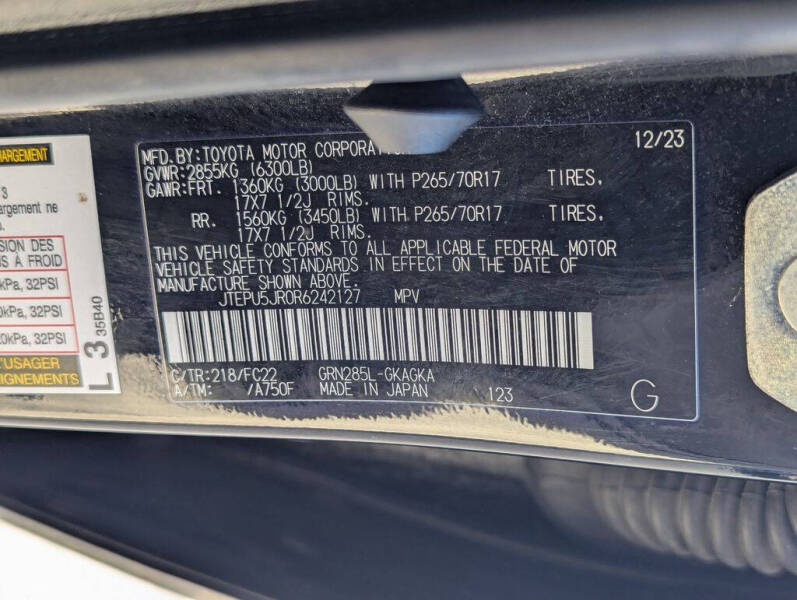 ARGEMENT
S
argement ne
s.
SION DES
S À FROID
kPa, 32PSI
0kPa, 32PSI
L'USAGER
IGNEMENTS
L 3 35B40
12/23
MFD.BY:TOYOTA MOTOR CORPORAT
GVWR:2855KG (6300LB)
GAWR:FRT. 1360KG (3000LB) WITH P265/70R17 TIRES.
17X7 1/2J RIMS.
RR. 1560KG (3450LB) WITH P265/70R17 TIRES.
17X7 1/2J RIMS.
THIS VEHICLE CONFORMS TO ALL APPLICABLE FEDERAL MOTOR
VEHICLE SAFETY STANDARDS IN EFFECT ON THE DATE OF
MANUFACTURE SHOWN ABOVE.
JTEPU5JR0R6242127 MPV
C/TR:218/FC22 GRN285L-GKAGKA
A/TM: /A750F MADE IN JAPAN 123
G